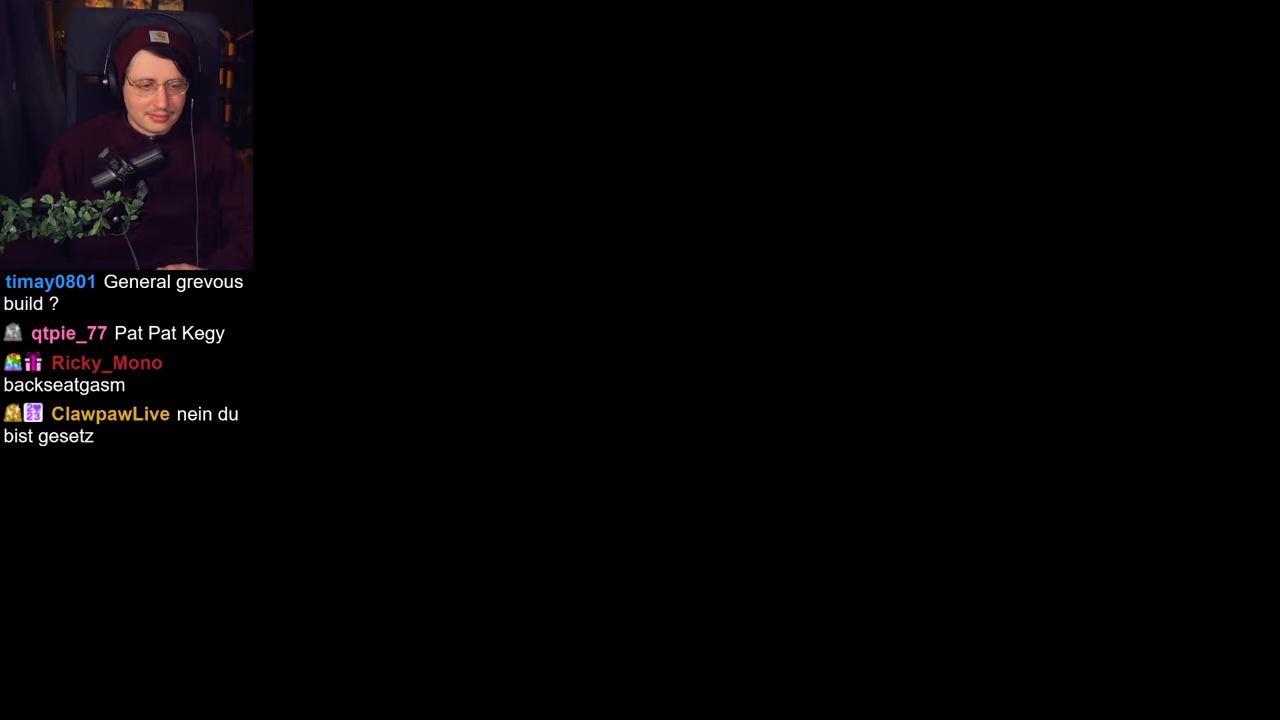 timay0801 General grevous
build ?
qtpie_77 Pat Pat Kegy
Ricky_Mono
backseatgasm
ClawpawLive nein du
bist gesetz